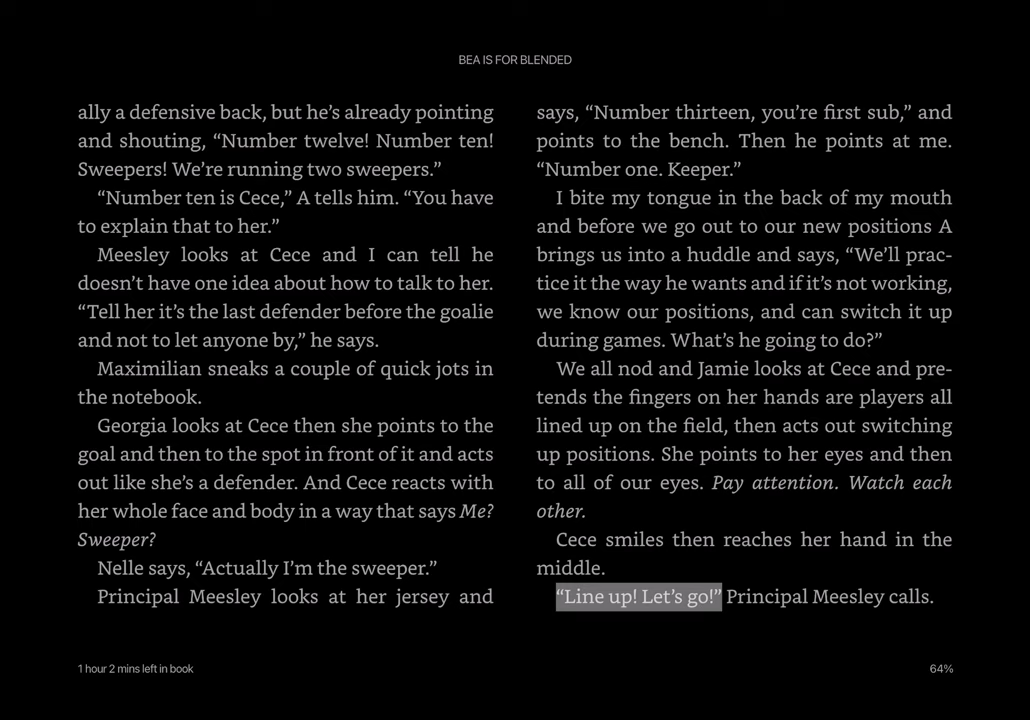 BEA IS FOR BLENDED
ally a defensive back, but he’s already pointing
and shouting, “Number twelve! Number ten!
Sweepers! We’re running two sweepers.”
“Number ten is Cece,” A tells him. “You have
to explain that to her.”
Meesley looks at Cece and I can tell he
doesn’t have one idea about how to talk to her.
“Tell her it’s the last defender before the goalie
and not to let anyone by,” he says.
Maximilian sneaks a couple of quick jots in
the notebook.
Georgia looks at Cece then she points to the
goal and then to the spot in front of it and acts
out like she’s a defender. And Cece reacts with
her whole face and body in a way that says Me?
Sweeper?
Nelle says, “Actually I’m the sweeper.”
Principal Meesley looks at her jersey and
says, “Number thirteen, you’re first sub,” and
points to the bench. Then he points at me.
“Number one. Keeper.”
I bite my tongue in the back of my mouth
and before we go out to our new positions A
brings us into a huddle and says, “We’ll prac-
tice it the way he wants and if it’s not working,
we know our positions, and can switch it up
during games. What’s he going to do?”
We all nod and Jamie looks at Cece and pre-
tends the fingers on her hands are players all
lined up on the field, then acts out switching
up positions. She points to her eyes and then
to all of our eyes. Pay attention. Watch each
other.
Cece smiles then reaches her hand in the
middle.
“Line up! Let’s go!” Principal Meesley calls.
1 hour 2 mins left in book
64%